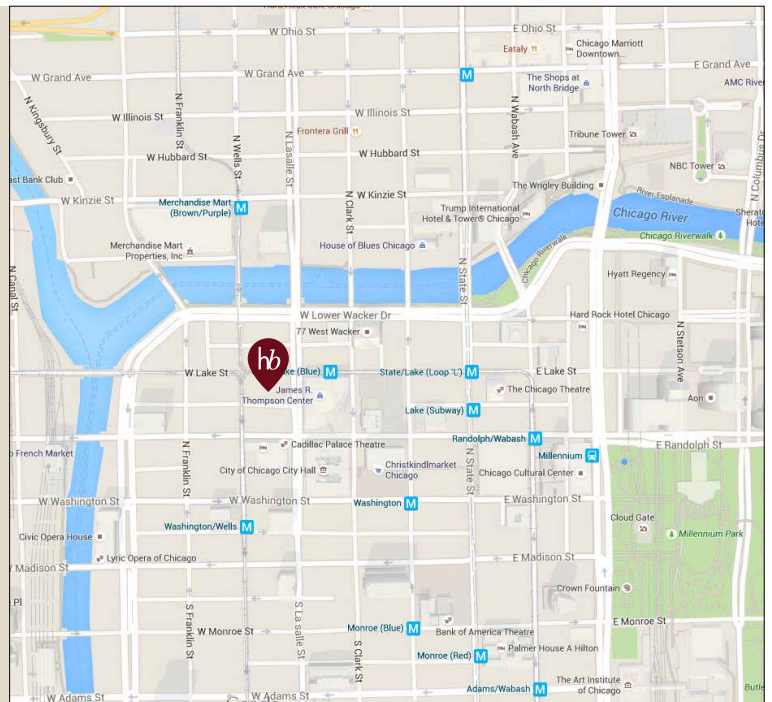 W Ohio St
E Ohio St
Eataly
Chicago Marriott
Downtown...
W Grand Ave
W Grand Ave
E Grand Ave
M
The Shops at
North Bridge
AMC River
N Kingsbury St
N Franklin St
N Wells St
N Lasalle St
N Wabash Ave
W Illinois St
W Illinois St
Frontera Grill
Tribune Tower
W Hubbard St
W Hubbard St
NBC Tower
N Columbus Dr
ast Bank Club
The Wrigley Building
River Esplanade
W Kinzie St
W Kinzie St
N Clark St
Merchandise Mart
(Brown/Purple) M
Trump International
Hotel & Tower® Chicago
Chicago River
Sherato
Hote
Merchandise Mart
Properties, Inc
House of Blues Chicago
Chicago Riverwalk
Chicago Riverwalk
N Canal St
N State St
Hyatt Regency
W Lower Wacker Dr
Hard Rock Hotel Chicago
77 West Wacker
N Stetson Ave
hb
W Lake St
ke (Blue) M
State/Lake (Loop 'L') M
E Lake St
James R.
Thompson Center
The Chicago Theatre
Aon
Lake (Subway) M
Randolph/Wabash M
E Randolph St
o French Market
N Franklin St
Cadillac Palace Theatre
N State St
Millennium
City of Chicago City Hall
Christkindlmarket
Chicago
Chicago Cultural Center
W Washington St
W Washington St
Washington M
E Washington St
Washington/Wells M
Cloud Gate
Civic Opera House
Millennium Park
Lyric Opera of Chicago
Madison St
E Madison St
Crown Fountain
Pl
S Franklin St
S La salle St
S Clark St
W Monroe St
Monroe (Blue) M
Bank of America Theatre
E Monroe St
Monroe (Red) M
Palmer House A Hilton
W Adams St
W Adams St
Adams/Wabash M
The Art Institute
of Chicago
Butle